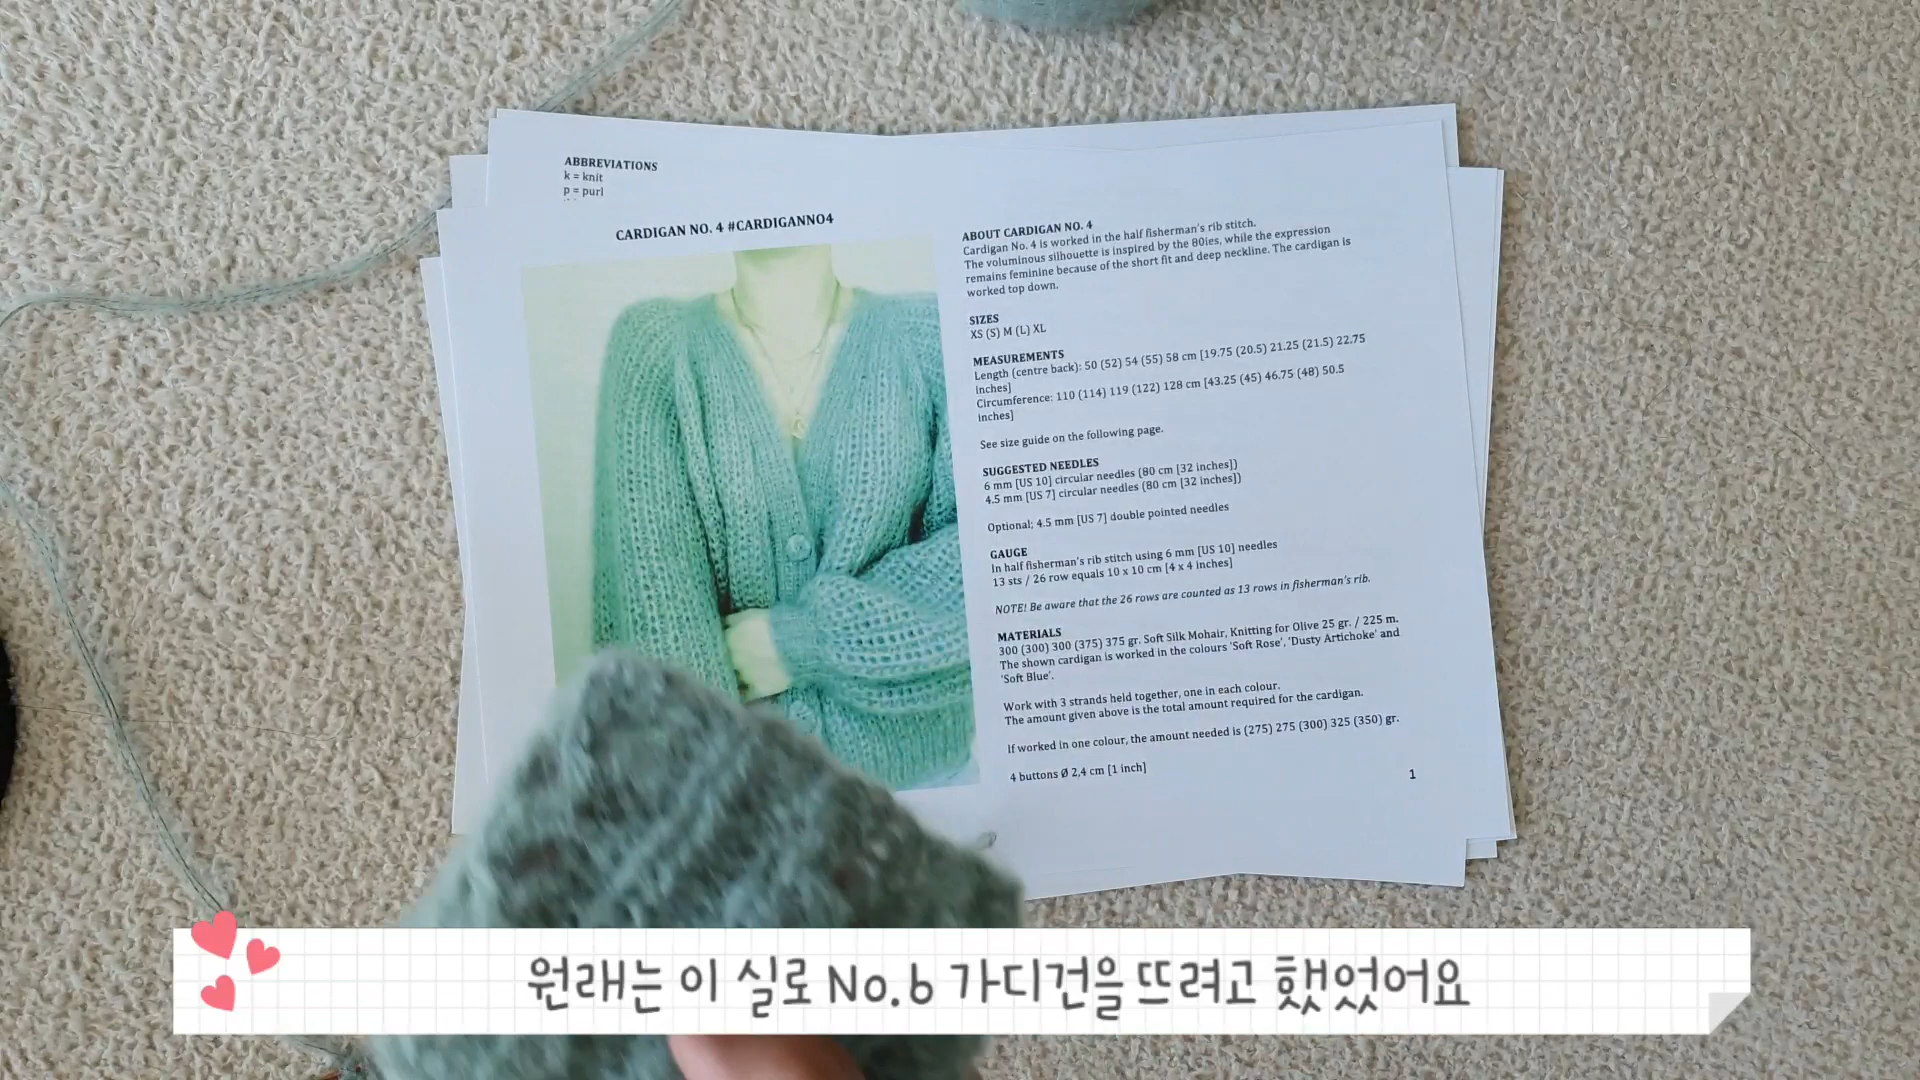 ABBREVIATIONS
k = knit
p = purl
CARDIGAN NO. 4 #CARDIGANNO4
ABOUT CARDIGAN NO. 4
Cardigan No. 4 is worked in the half fisherman's rib stitch.
The voluminous silhouette is inspired by the 80ies, while the expression
remains feminine because of the short fit and deep neckline. The cardigan is
worked top down.
SIZES
XS (S) M (L) XL
MEASUREMENTS
Length (centre back): 50 (52) 54 (55) 58 cm [19.75 (20.5) 21.25 (21.5) 22.75
inches]
Circumference: 110 (114) 119 (122) 128 cm [43.25 (45) 46.75 (48) 50.5
inches]
See size guide on the following page.
SUGGESTED NEEDLES
6 mm [US 10] circular needles (80 cm [32 inches])
4.5 mm [US 7] circular needles (80 cm [32 inches])
Optional; 4.5 mm [US 7] double pointed needles
GAUGE
In half fisherman's rib stitch using 6 mm [US 10] needles
13 sts / 26 row equals 10 x 10 cm [4 x 4 inches]
NOTE! Be aware that the 26 rows are counted as 13 rows in fisherman's rib.
MATERIALS
300 (300) 300 (375) 375 gr. Soft Silk Mohair, Knitting for Olive 25 gr. / 225 m.
The shown cardigan is worked in the colours 'Soft Rose', 'Dusty Artichoke' and
'Soft Blue'.
Work with 3 strands held together, one in each colour.
The amount given above is the total amount required for the cardigan.
If worked in one colour, the amount needed is (275) 275 (300) 325 (350) gr.
4 buttons Ø 2,4 cm [1 inch]
1
원래는 이 실로 No.6 가디건을 뜨려고 했었어요